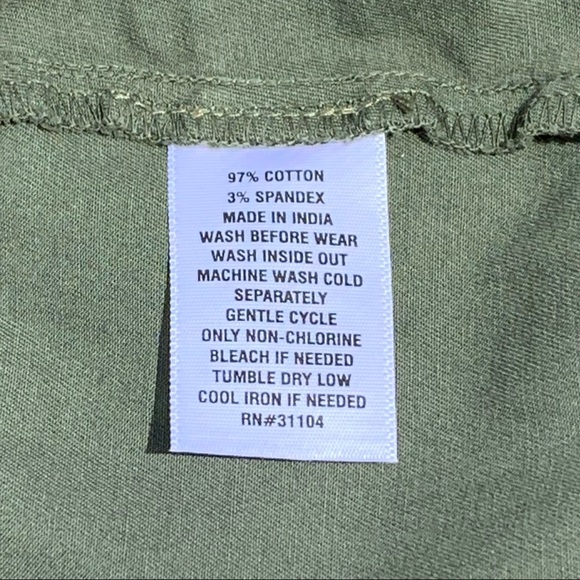 97% COTTON
3% SPANDEX
MADE IN INDIA
WASH BEFORE WEAR
WASH INSIDE OUT
MACHINE WASH COLD
SEPARATELY
GENTLE CYCLE
ONLY NON-CHLORINE
BLEACH IF NEEDED
TUMBLE DRY LOW
COOL IRON IF NEEDED
RN#31104